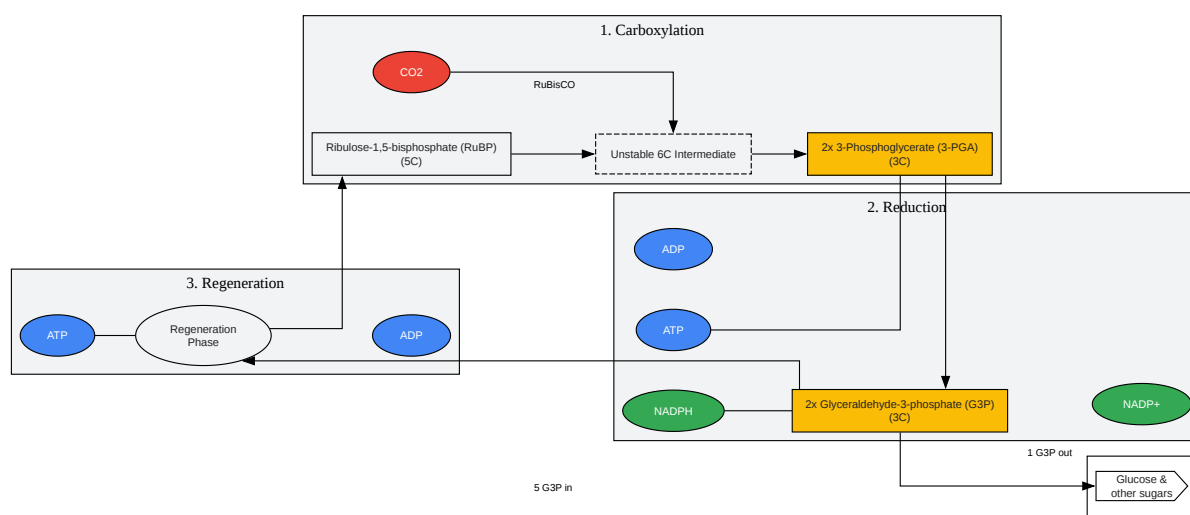 1. Carboxylation
CO2
RuBisCO
Ribulose-1,5-bisphosphate (RuBP)
(5C)
Unstable 6C Intermediate
2x 3-Phosphoglycerate (3-PGA)
(3C)
2. Reduction
ADP
ATP
NADPH
2x Glyceraldehyde-3-phosphate (G3P)
(3C)
NADP+
3. Regeneration
ATP
Regeneration
Phase
ADP
1 G3P out
5 G3P in
Glucose &
other sugars